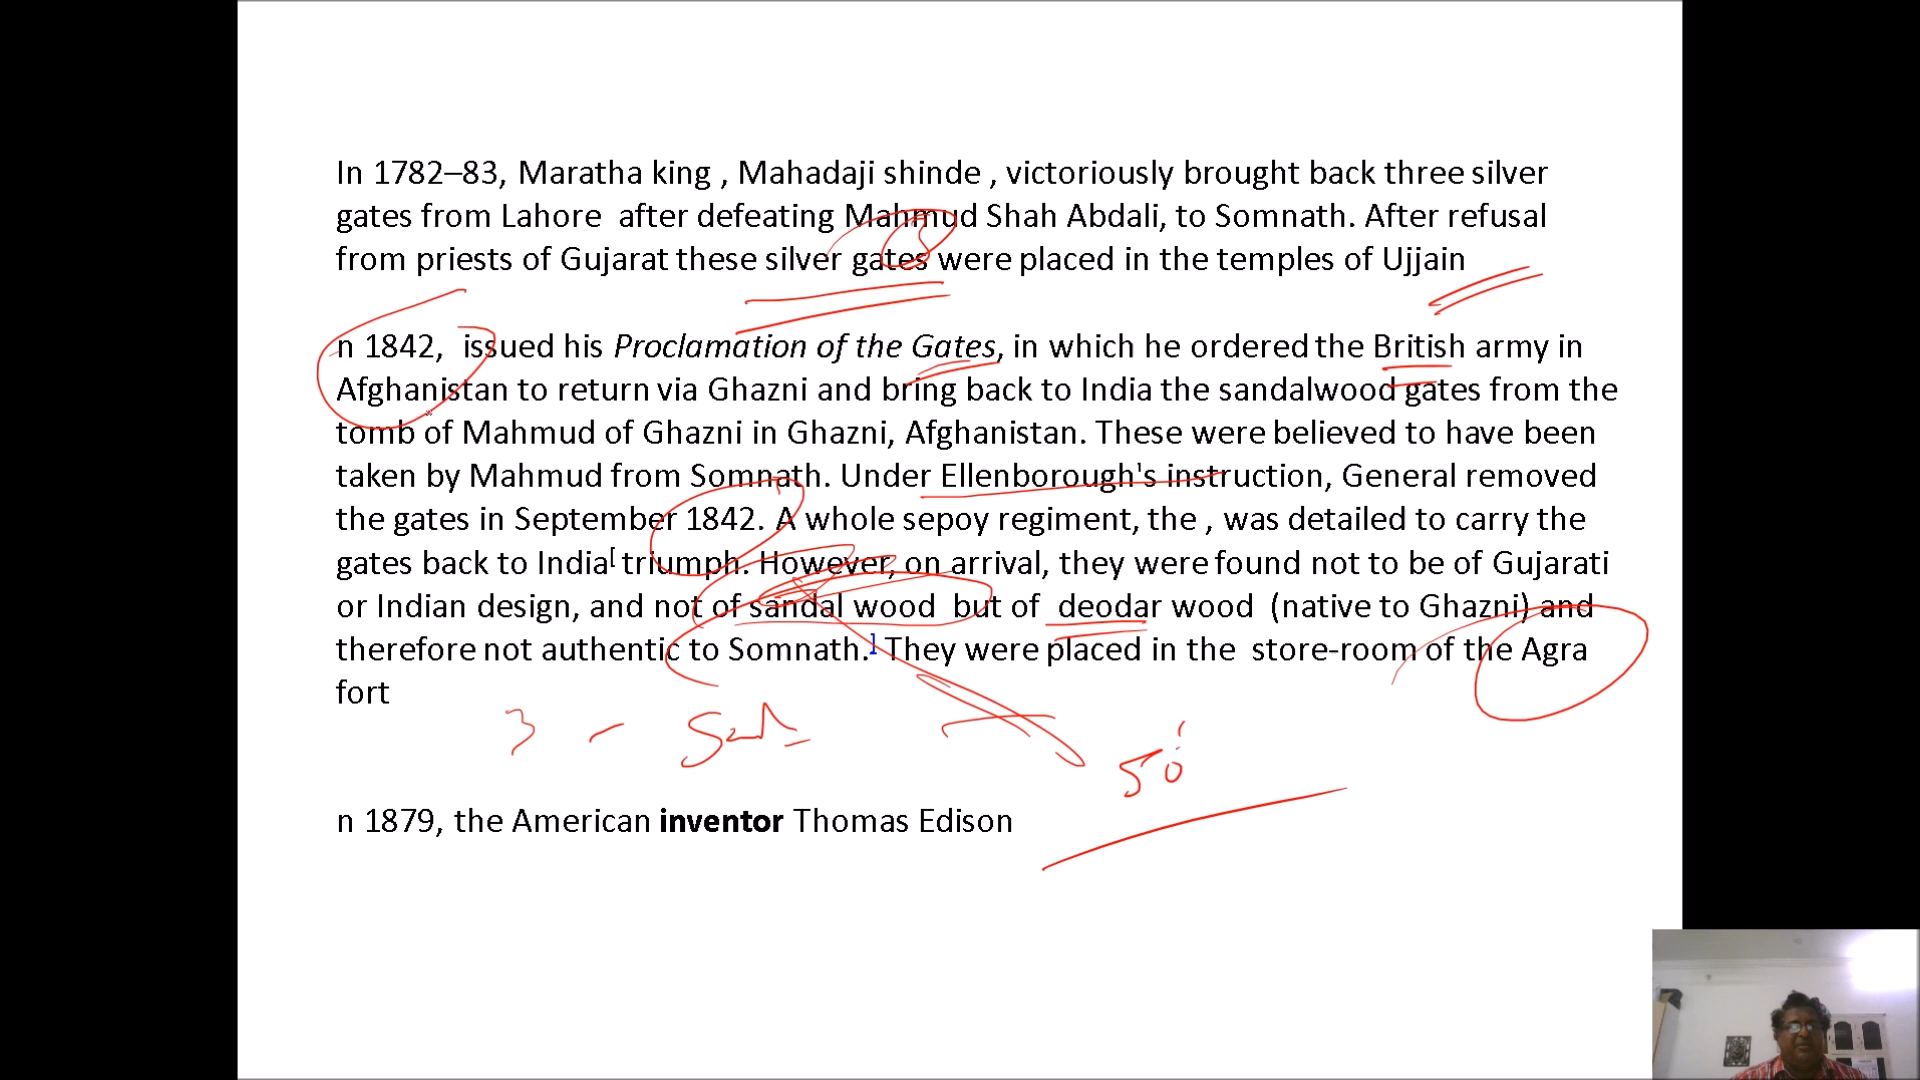 In 1782–83, Maratha king , Mahadaji shinde , victoriously brought back three silver
gates from Lahore after defeating Mahmud Shah Abdali, to Somnath. After refusal
from priests of Gujarat these silver gates were placed in the temples of Ujjain
n 1842, issued his Proclamation of the Gates, in which he ordered the British army in
Afghanistan to return via Ghazni and bring back to India the sandalwood gates from the
tomb of Mahmud of Ghazni in Ghazni, Afghanistan. These were believed to have been
taken by Mahmud from Somnath. Under Ellenborough's instruction, General removed
the gates in September 1842. A whole sepoy regiment, the , was detailed to carry the
gates back to India[ triumph. However, on arrival, they were found not to be of Gujarati
or Indian design, and not of sandal wood but of deodar wood (native to Ghazni) and
therefore not authentic to Somnath.] They were placed in the store-room of the Agra
fort
3 -
n 1879, the American inventor Thomas Edison